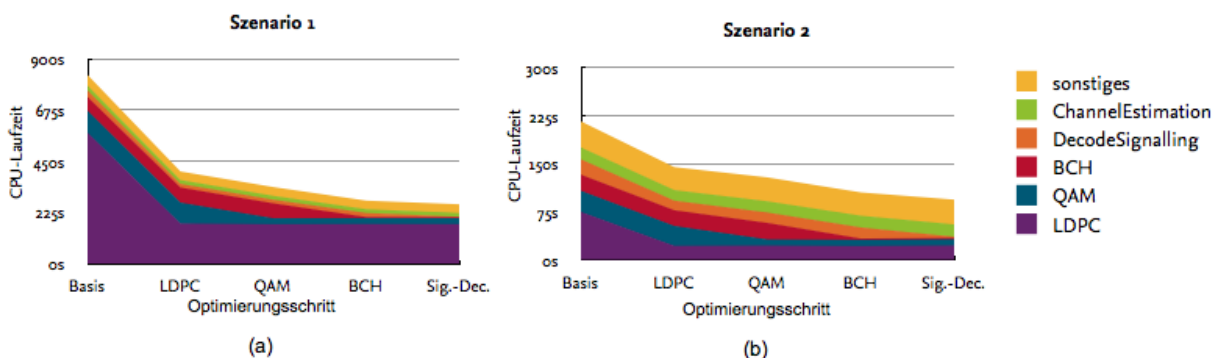 Szenario 1
900s
675s
450s
225s
0s
CPU-Laufzeit
Basis LDPC QAM BCH Sig.-Dec.
Optimierungsschritt
(a)
Szenario 2
300s
225s
150s
75s
0s
CPU-Laufzeit
Basis LDPC QAM BCH Sig.-Dec.
Optimierungsschritt
(b)
sonstiges
ChannelEstimation
DecodeSignalling
BCH
QAM
LDPC